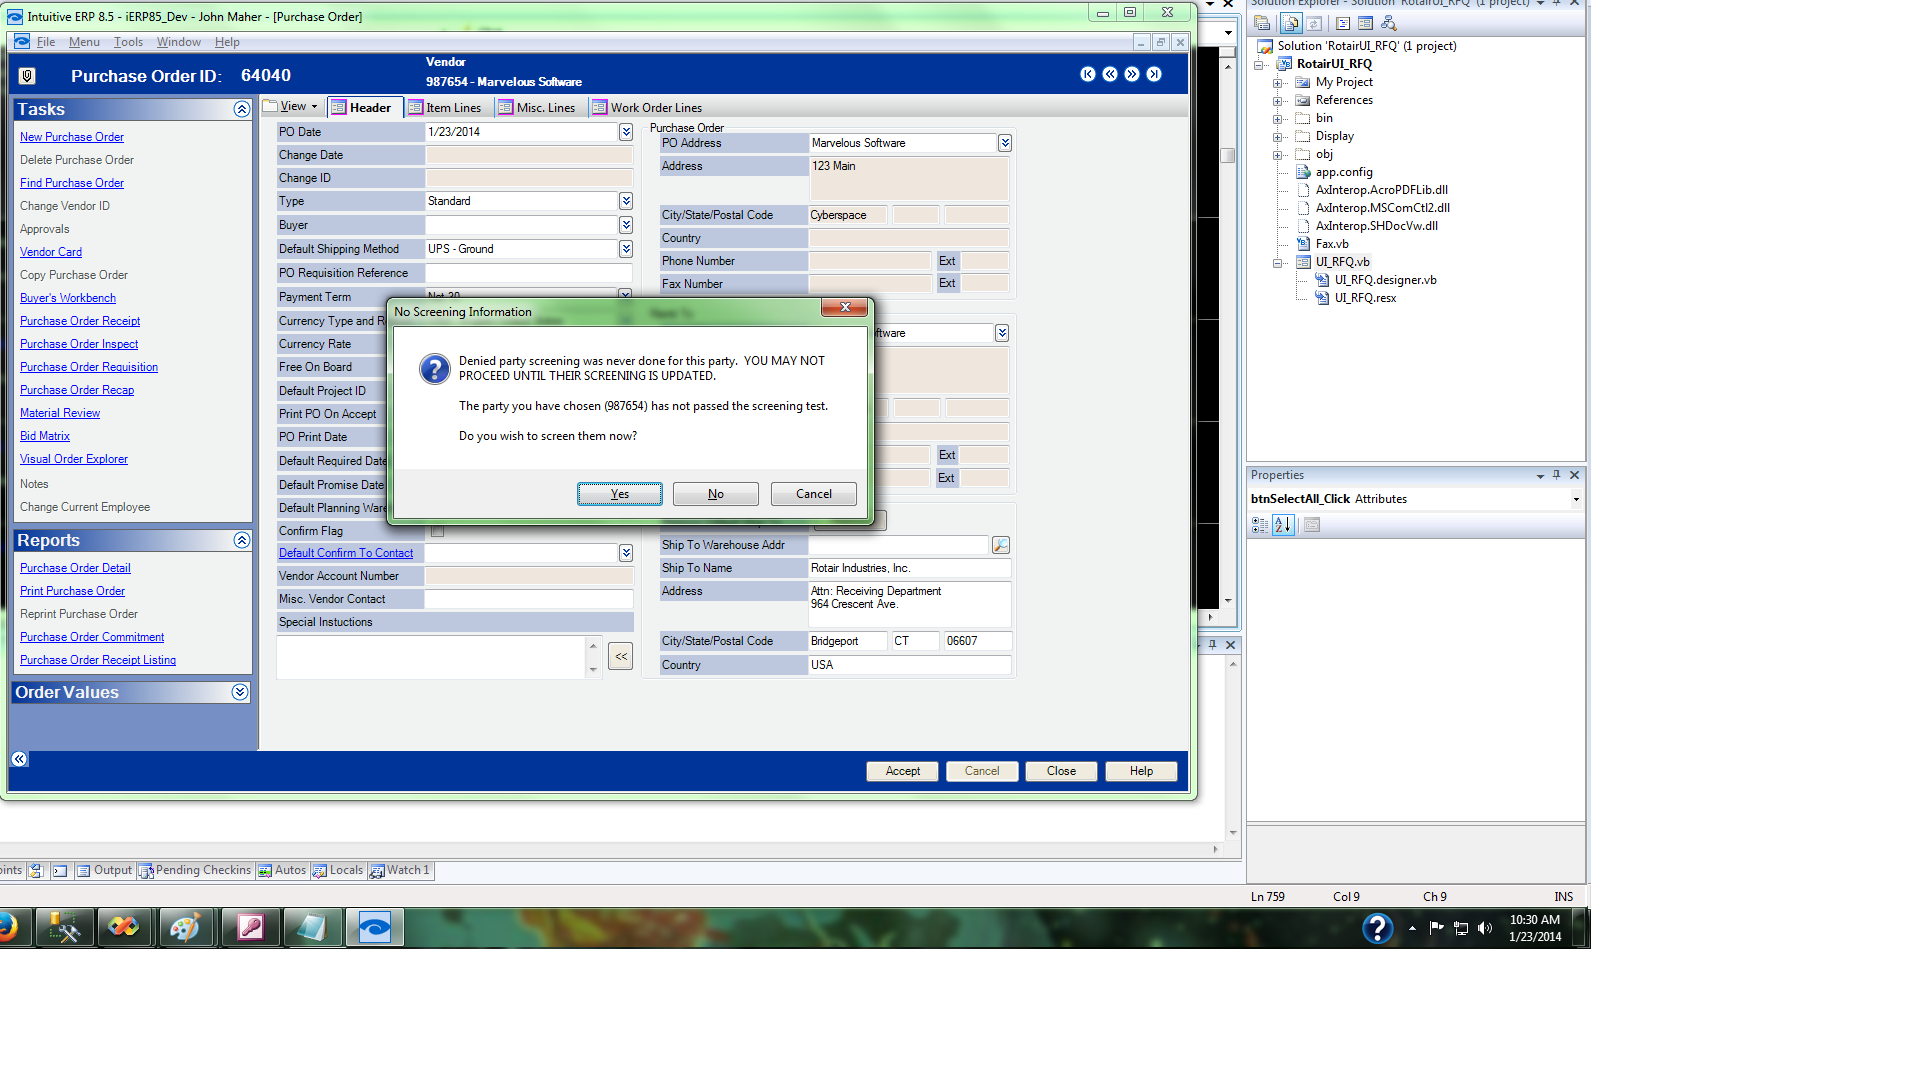 Intuitive ERP 8.5 - iERP85_Dev - John Maher - [Purchase Order]
File Menu Tools Window Help
Purchase Order ID: 64040
Vendor
987654 - Marvelous Software
Tasks
New Purchase Order
Delete Purchase Order
Find Purchase Order
Change Vendor ID
Approvals
Vendor Card
Copy Purchase Order
Buyer's Workbench
Purchase Order Receipt
Purchase Order Inspect
Purchase Order Requisition
Purchase Order Recap
Material Review
Bid Matrix
Visual Order Explorer
Notes
Change Current Employee
Reports
Purchase Order Detail
Print Purchase Order
Reprint Purchase Order
Purchase Order Commitment
Purchase Order Receipt Listing
Order Values
View Header Item Lines Misc. Lines Work Order Lines
PO Date 1/23/2014
Change Date
Change ID
Type Standard
Buyer
Default Shipping Method UPS - Ground
PO Requisition Reference
Payment Term
Currency Type and R
Currency Rate
Free On Board
Default Project ID
Print PO On Accept
PO Print Date
Default Required Date
Default Promise Date
Default Planning Ware
Confirm Flag
Default Confirm To Contact
Vendor Account Number
Misc. Vendor Contact
Special Instuctions
<<
Purchase Order
PO Address Marvelous Software
Address 123 Main
City/State/Postal Code Cyberspace
Country
Phone Number Ext
Fax Number Ext
ftware
Ext
Ext
Ship To Warehouse Addr
Ship To Name Rotair Industries, Inc.
Address Attn: Receiving Department
964 Crescent Ave.
City/State/Postal Code Bridgeport CT 06607
Country USA
No Screening Information
Denied party screening was never done for this party. YOU MAY NOT
PROCEED UNTIL THEIR SCREENING IS UPDATED.
The party you have chosen (987654) has not passed the screening test.
Do you wish to screen them now?
Yes No Cancel
Accept Cancel Close Help
Solution Explorer - Solution 'RotairUI_RFQ' (1 project)
Solution 'RotairUI_RFQ' (1 project)
RotairUI_RFQ
My Project
References
bin
Display
obj
app.config
AxInterop.AcroPDFLib.dll
AxInterop.MSComCtl2.dll
AxInterop.SHDocVw.dll
Fax.vb
UI_RFQ.vb
UI_RFQ.designer.vb
UI_RFQ.resx
Properties
btnSelectAll_Click Attributes
oints Output Pending Checkins Autos Locals Watch 1
Ln 759 Col 9 Ch 9 INS
10:30 AM
1/23/2014